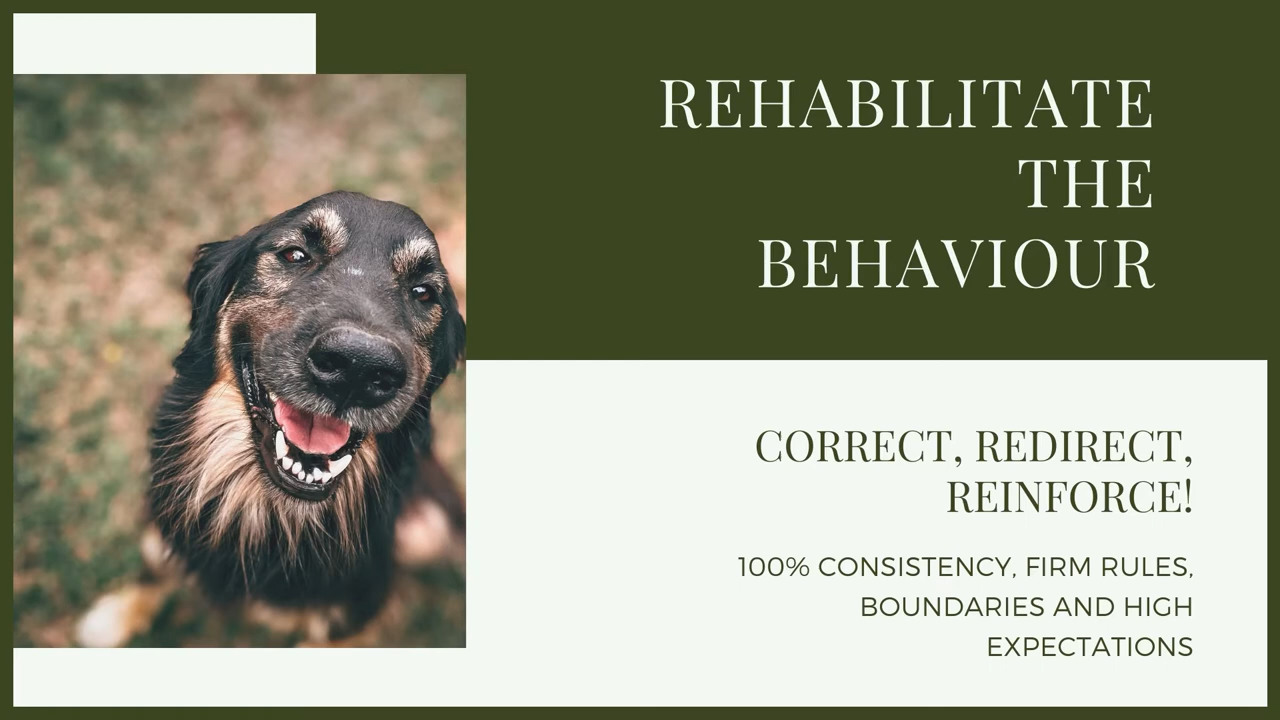 REHABILITATE
THE
BEHAVIOUR
CORRECT, REDIRECT,
REINFORCE!
100% CONSISTENCY, FIRM RULES,
BOUNDARIES AND HIGH
EXPECTATIONS